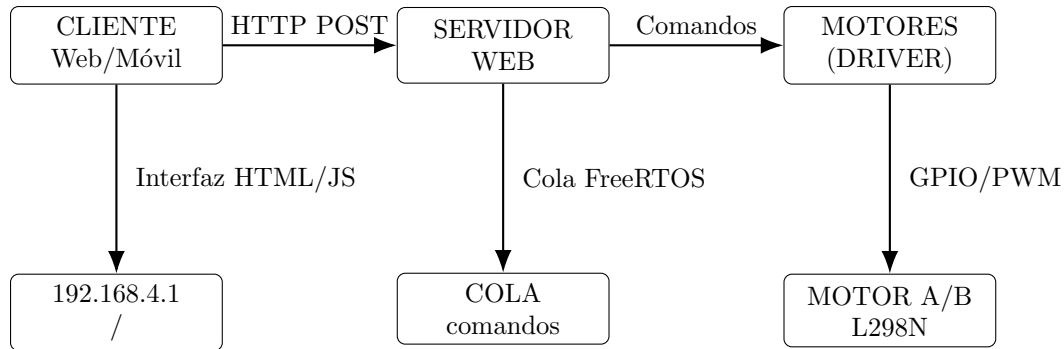 CLIENTE
Web/Móvil
HTTP POST
SERVIDOR
WEB
Comandos
MOTORES
(DRIVER)
Interfaz HTML/JS
Cola FreeRTOS
GPIO/PWM
192.168.4.1
/
COLA
comandos
MOTOR A/B
L298N